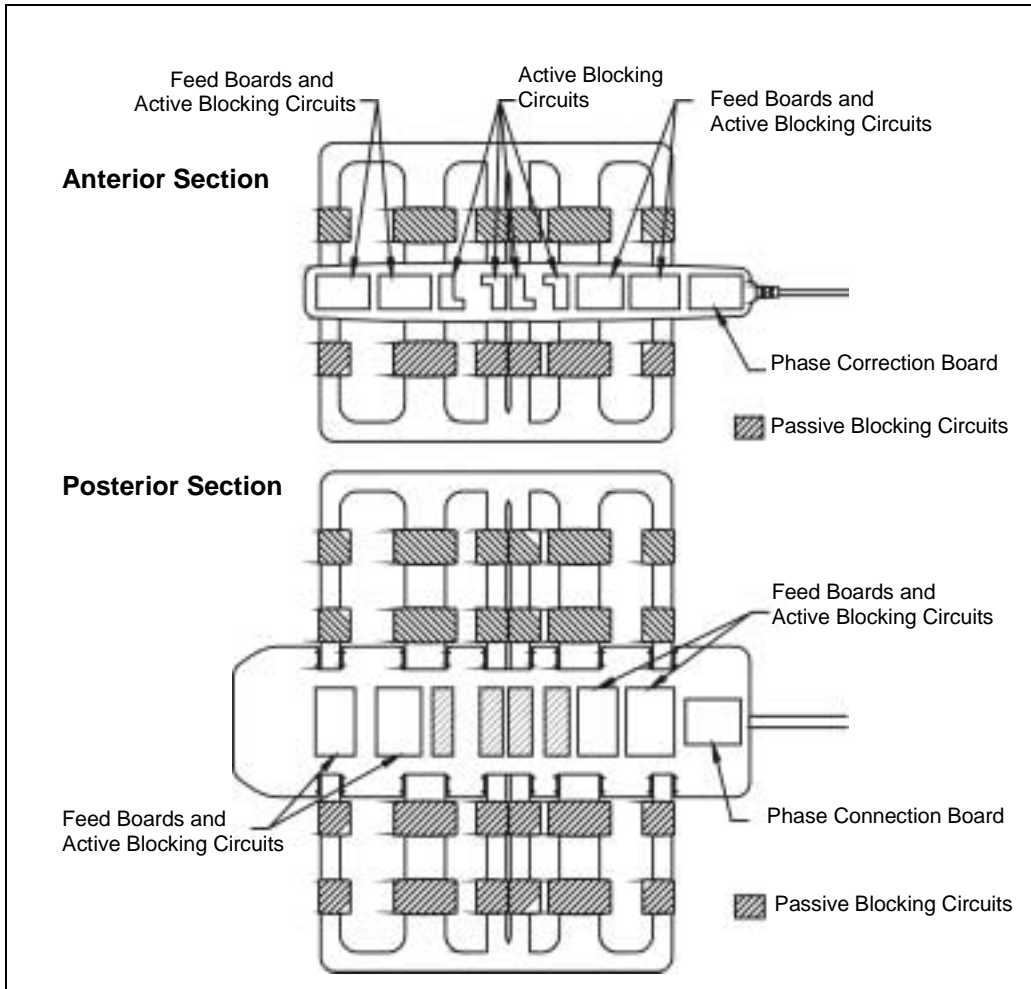 Feed Boards and
Active Blocking Circuits
Active Blocking
Circuits
Feed Boards and
Active Blocking Circuits
Anterior Section
Phase Correction Board
Passive Blocking Circuits
Posterior Section
Feed Boards and
Active Blocking Circuits
Feed Boards and
Active Blocking Circuits
Phase Connection Board
Passive Blocking Circuits